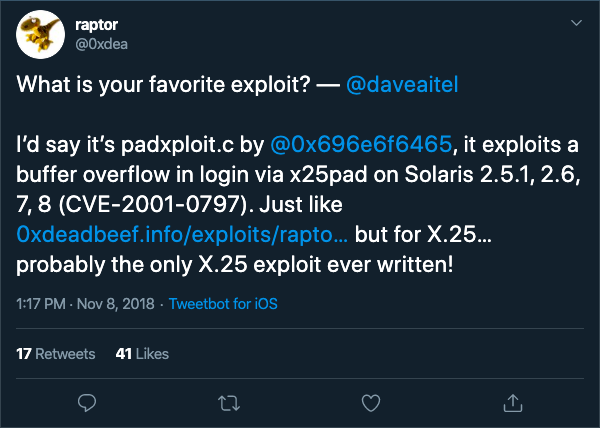 raptor
@0xdea
What is your favorite exploit? — @daveaitel
I’d say it’s padxploit.c by @0x696e6f6465, it exploits a
buffer overflow in login via x25pad on Solaris 2.5.1, 2.6,
7, 8 (CVE-2001-0797). Just like
0xdeadbeef.info/exploits/rapto... but for X.25...
probably the only X.25 exploit ever written!
1:17 PM · Nov 8, 2018 · Tweetbot for iOS
17 Retweets 41 Likes